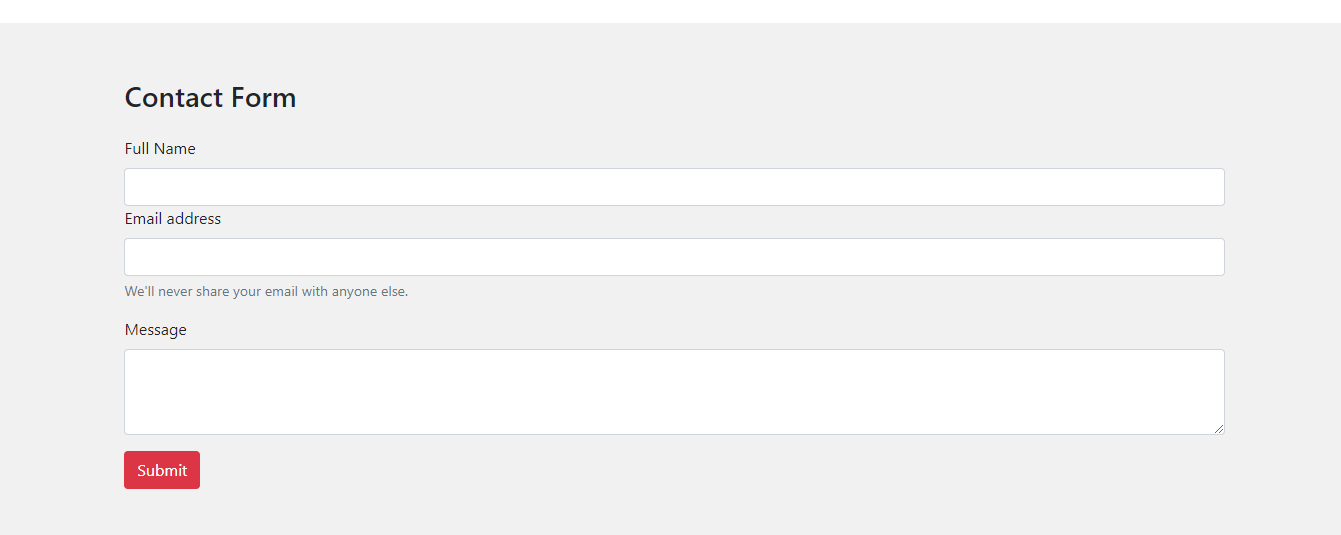 Contact Form
Full Name
Email address
We'll never share your email with anyone else.
Message
Submit